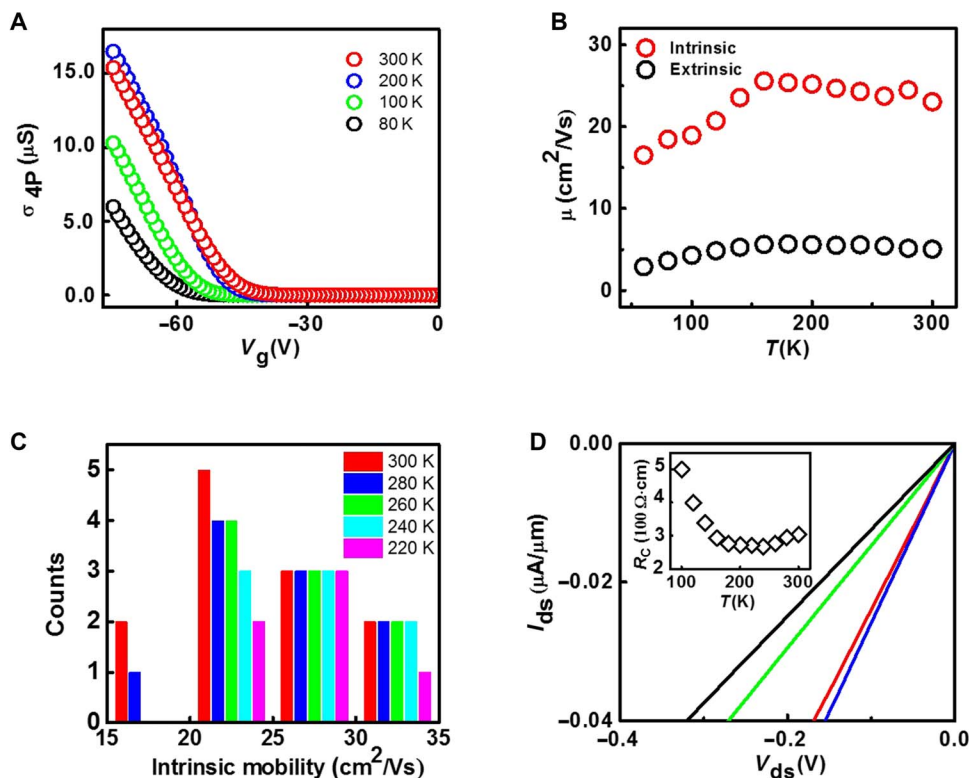 A
σ 4P (µS)
15.0
10.0
5.0
0.0
300 K
200 K
100 K
80 K
−60
−30
0
Vg(V)
B
µ (cm²/Vs)
30
20
10
0
Intrinsic
Extrinsic
100
200
300
T(K)
C
Counts
5
4
3
2
1
0
300 K
280 K
260 K
240 K
220 K
15
20
25
30
35
Intrinsic mobility (cm²/Vs)
D
Ids (µA/µm)
0.00
−0.02
−0.04
RC (100 Ω·cm)
5
4
3
2
100
200
300
T(K)
−0.4
−0.2
0.0
Vds(V)